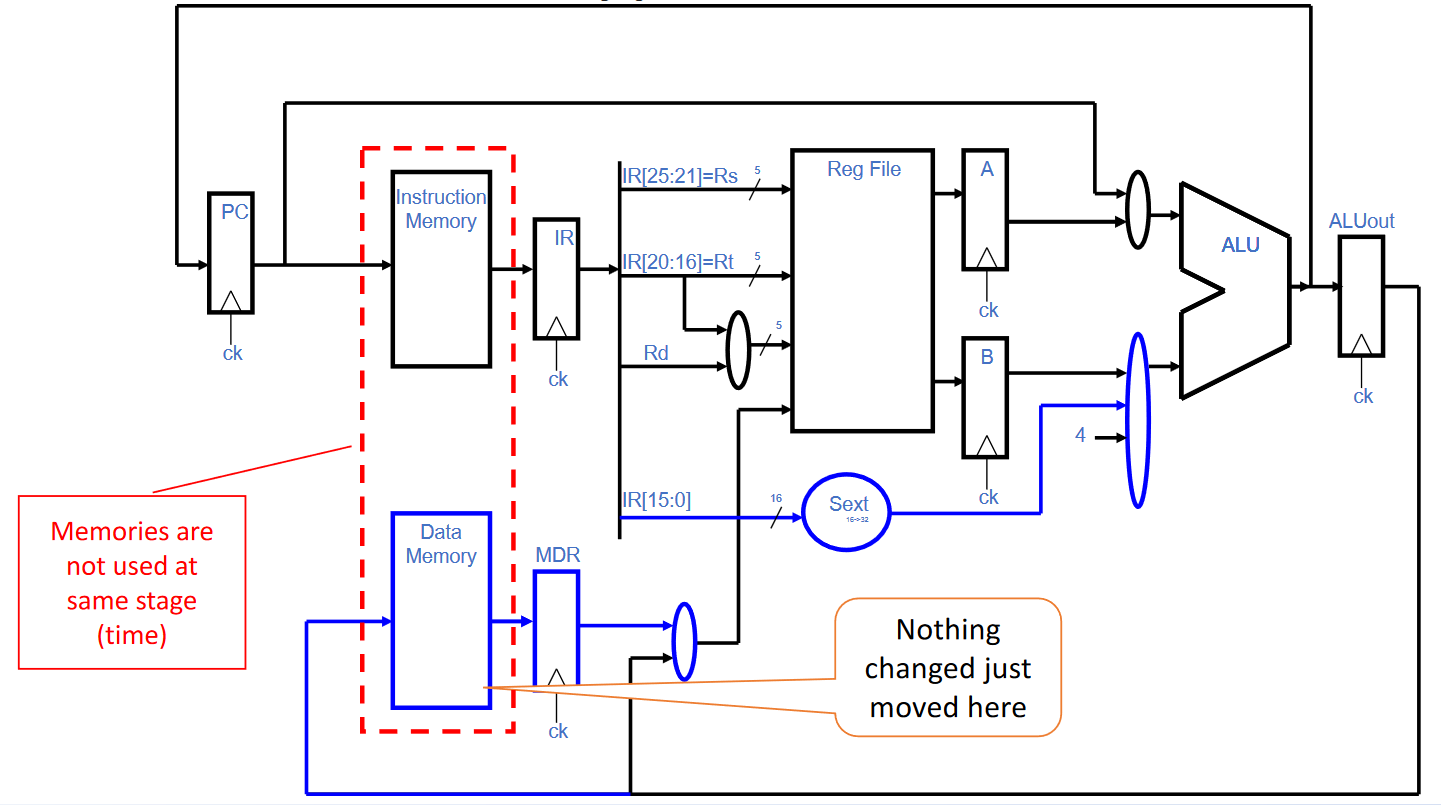 IR[25:21]=Rs
5
Reg File
A
Instruction
Memory
PC
ALUout
IR
ALU
IR[20:16]=Rt
5
ck
5
ck
Rd
B
ck
ck
4
IR[15:0]
16
Sext
16->32
ck
Memories are
not used at
same stage
(time)
Data
Memory
MDR
Nothing
changed just
moved here
ck